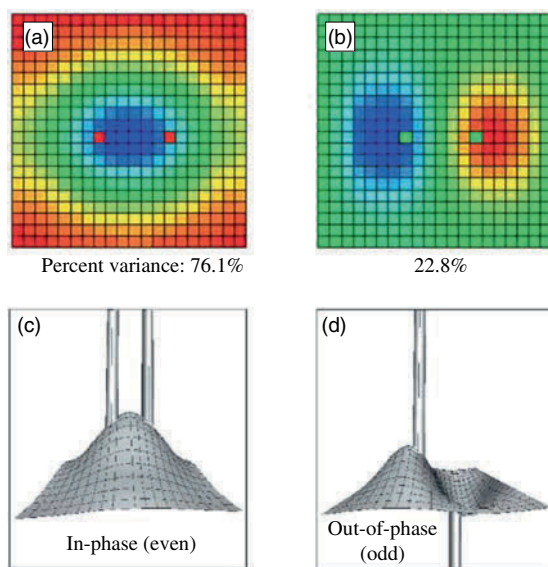 (a)
(b)
Percent variance: 76.1%
22.8%
(c)
(d)
In-phase (even)
Out-of-phase
(odd)